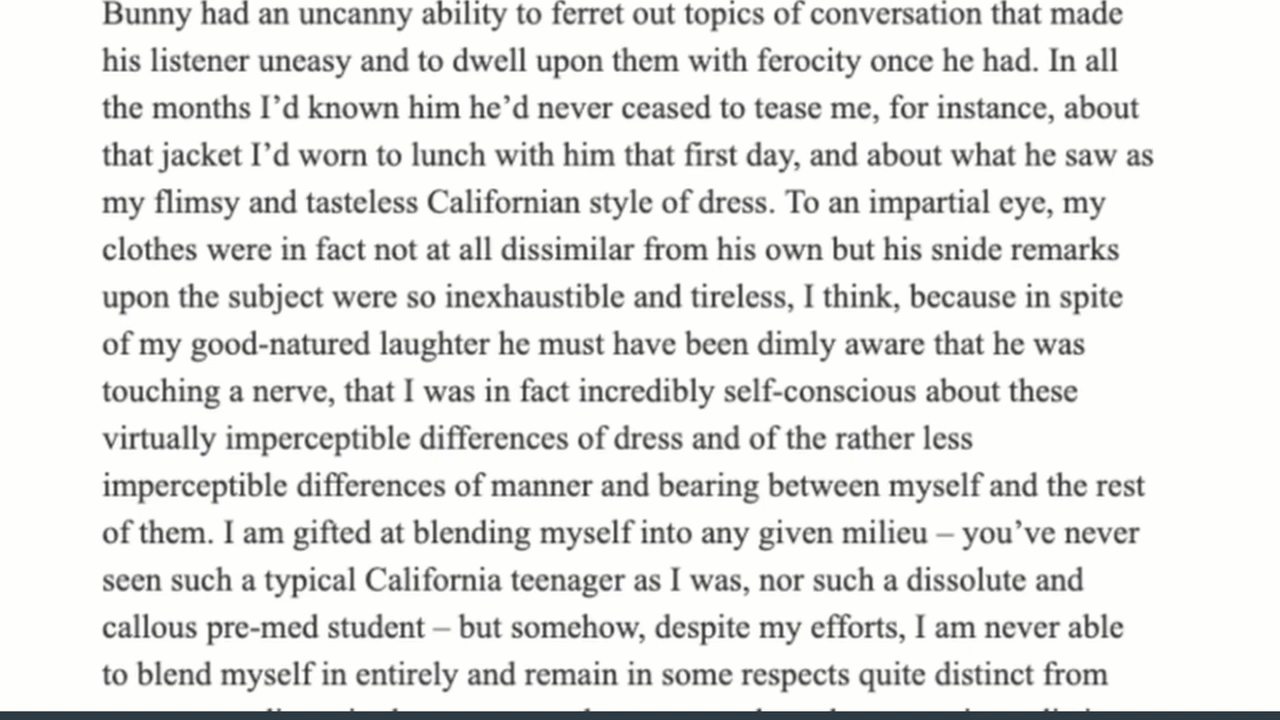 Bunny had an uncanny ability to ferret out topics of conversation that made
his listener uneasy and to dwell upon them with ferocity once he had. In all
the months I’d known him he’d never ceased to tease me, for instance, about
that jacket I’d worn to lunch with him that first day, and about what he saw as
my flimsy and tasteless Californian style of dress. To an impartial eye, my
clothes were in fact not at all dissimilar from his own but his snide remarks
upon the subject were so inexhaustible and tireless, I think, because in spite
of my good-natured laughter he must have been dimly aware that he was
touching a nerve, that I was in fact incredibly self-conscious about these
virtually imperceptible differences of dress and of the rather less
imperceptible differences of manner and bearing between myself and the rest
of them. I am gifted at blending myself into any given milieu – you’ve never
seen such a typical California teenager as I was, nor such a dissolute and
callous pre-med student – but somehow, despite my efforts, I am never able
to blend myself in entirely and remain in some respects quite distinct from